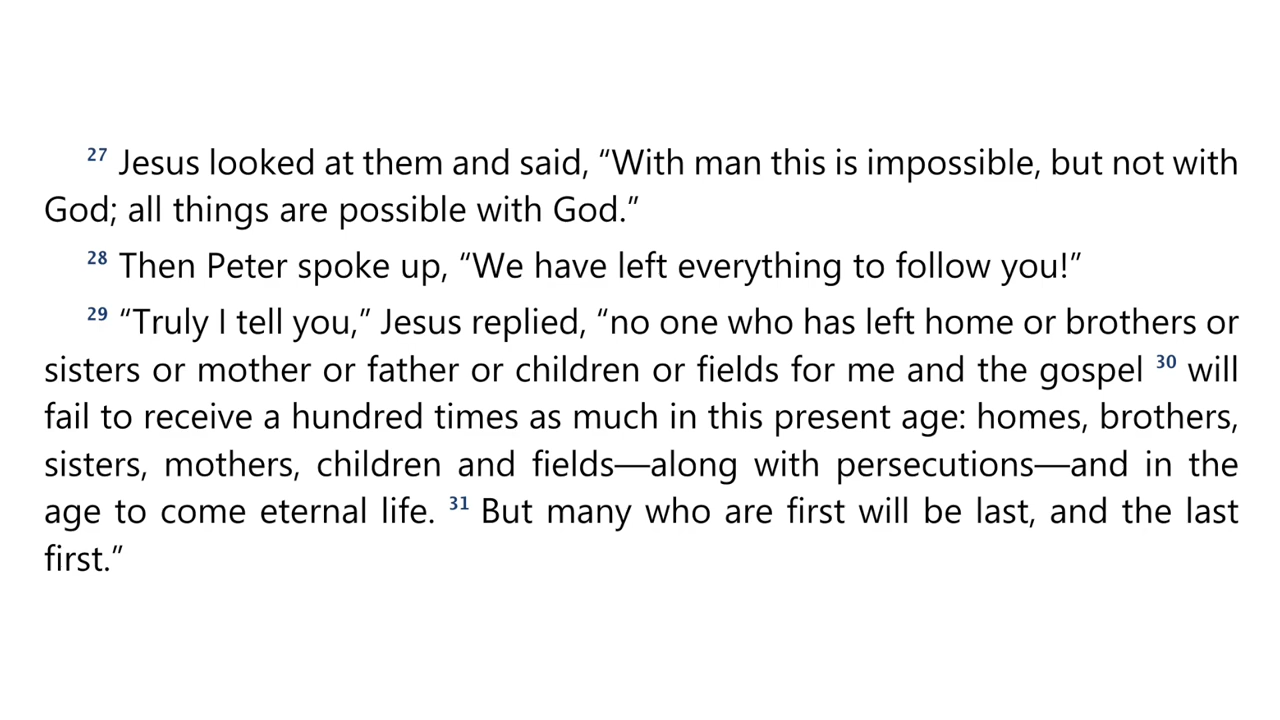 27 Jesus looked at them and said, “With man this is impossible, but not with
God; all things are possible with God.”
28 Then Peter spoke up, “We have left everything to follow you!”
29 “Truly I tell you,” Jesus replied, “no one who has left home or brothers or
sisters or mother or father or children or fields for me and the gospel 30 will
fail to receive a hundred times as much in this present age: homes, brothers,
sisters, mothers, children and fields—along with persecutions—and in the
age to come eternal life. 31 But many who are first will be last, and the last
first.”